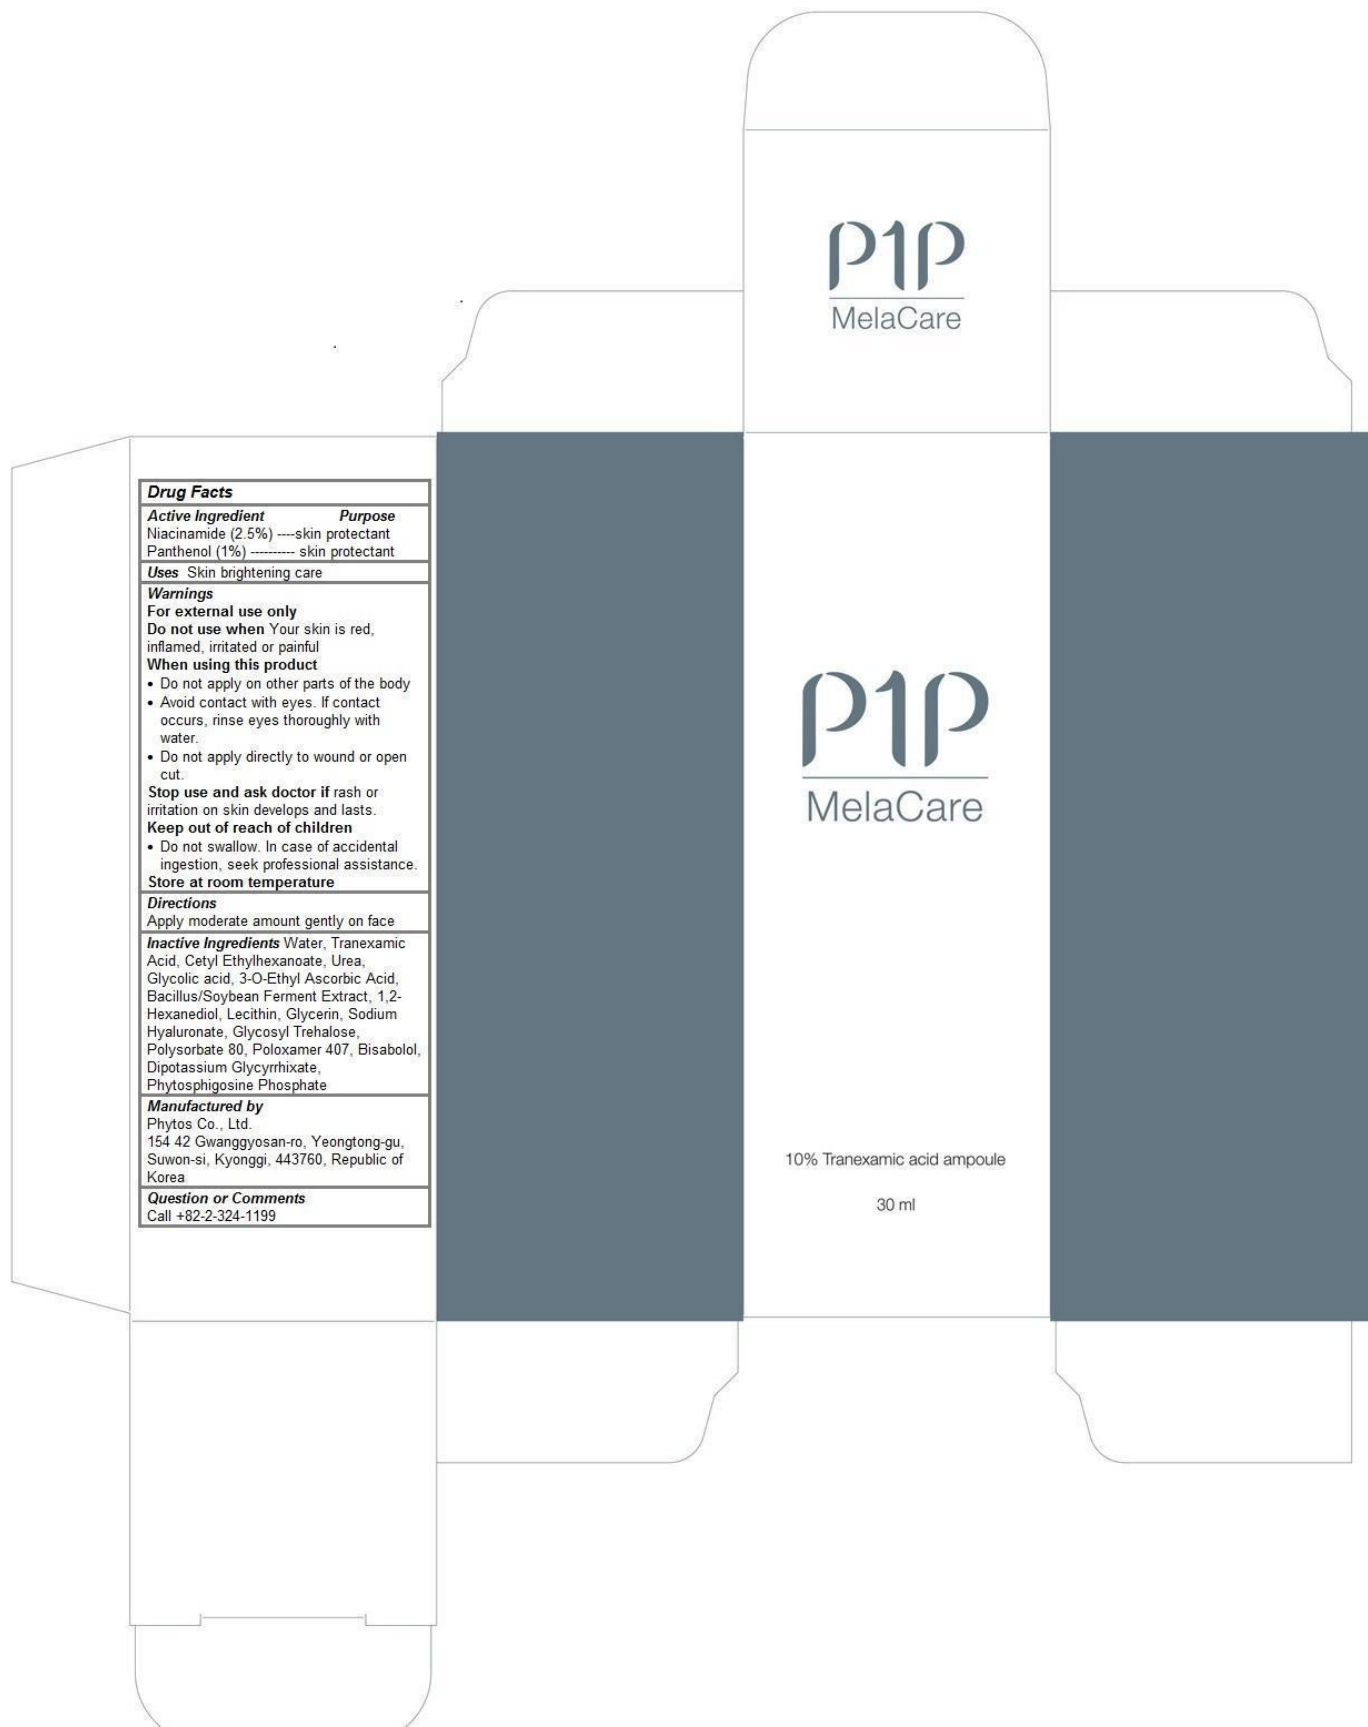 P1P
MelaCare
Drug Facts
Active Ingredient Purpose
Niacinamide (2.5%) ----skin protectant
Panthenol (1%) ---------- skin protectant
Uses Skin brightening care
Warnings
For external use only
Do not use when Your skin is red,
inflamed, irritated or painful
When using this product
• Do not apply on other parts of the body
• Avoid contact with eyes. If contact
occurs, rinse eyes thoroughly with
water.
• Do not apply directly to wound or open
cut.
Stop use and ask doctor if rash or
irritation on skin develops and lasts.
Keep out of reach of children
• Do not swallow. In case of accidental
ingestion, seek professional assistance.
Store at room temperature
Directions
Apply moderate amount gently on face
Inactive Ingredients Water, Tranexamic
Acid, Cetyl Ethylhexanoate, Urea,
Glycolic acid, 3-O-Ethyl Ascorbic Acid,
Bacillus/Soybean Ferment Extract, 1,2-
Hexanediol, Lecithin, Glycerin, Sodium
Hyaluronate, Glycosyl Trehalose,
Polysorbate 80, Poloxamer 407, Bisabolol,
Dipotassium Glycyrrhixate,
Phytosphigosine Phosphate
Manufactured by
Phytos Co., Ltd.
154 42 Gwanggyosan-ro, Yeongtong-gu,
Suwon-si, Kyonggi, 443760, Republic of
Korea
Question or Comments
Call +82-2-324-1199
P1P
MelaCare
10% Tranexamic acid ampoule
30 ml